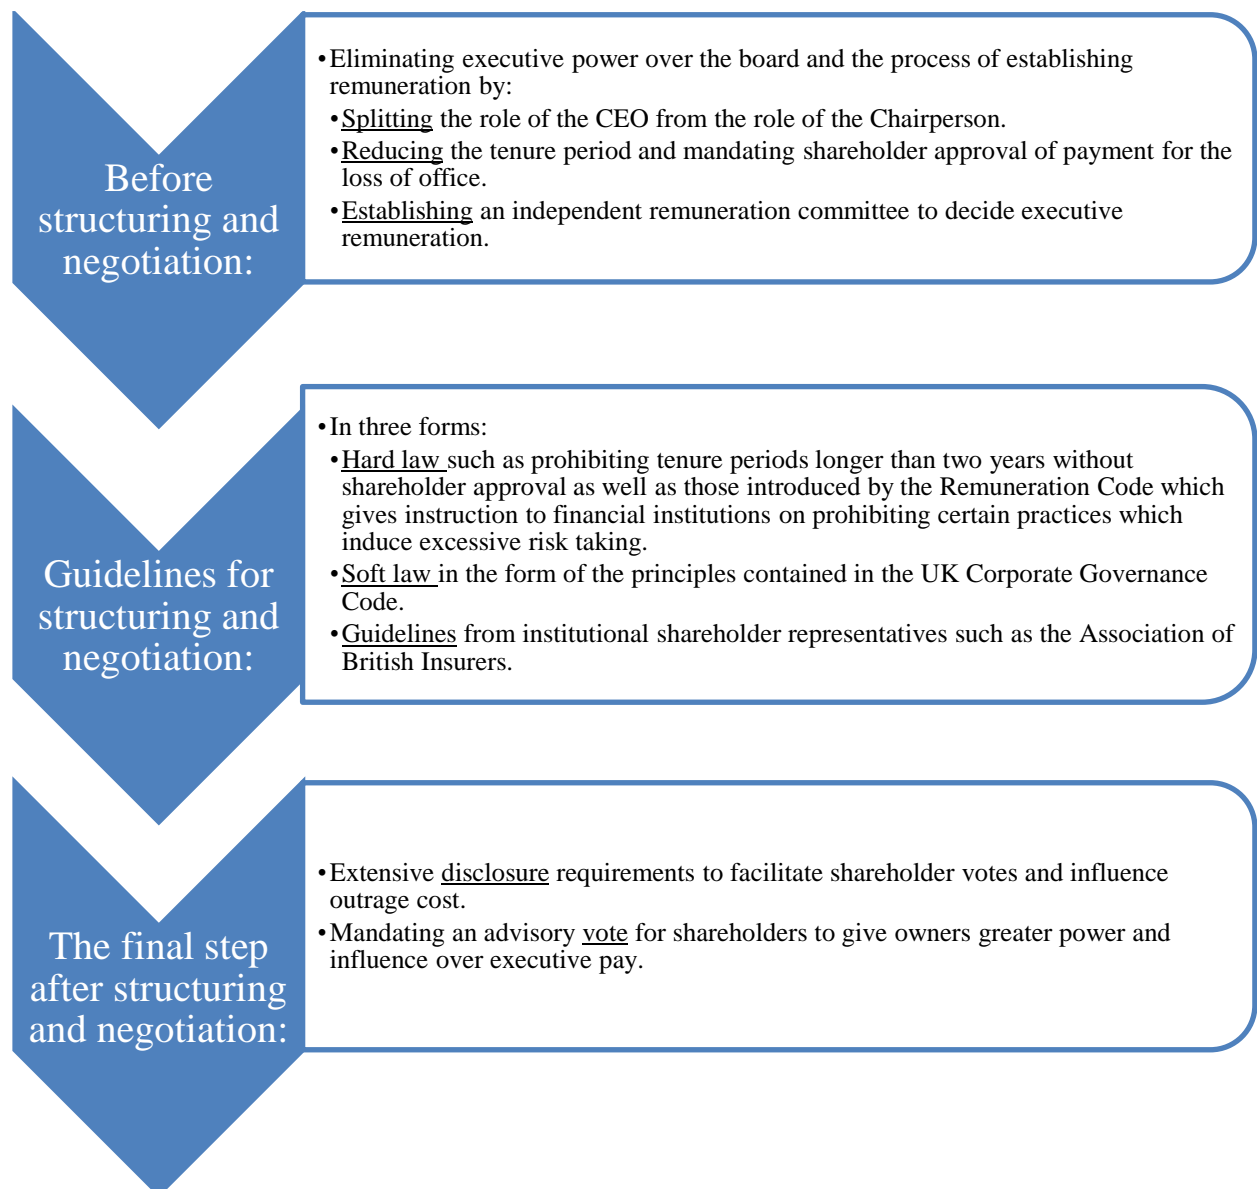 Before
structuring and
negotiation:
•Eliminating executive power over the board and the process of establishing
remuneration by:
•Splitting the role of the CEO from the role of the Chairperson.
•Reducing the tenure period and mandating shareholder approval of payment for the
loss of office.
•Establishing an independent remuneration committee to decide executive
remuneration.
Guidelines for
structuring and
negotiation:
•In three forms:
•Hard law such as prohibiting tenure periods longer than two years without
shareholder approval as well as those introduced by the Remuneration Code which
gives instruction to financial institutions on prohibiting certain practices which
induce excessive risk taking.
•Soft law in the form of the principles contained in the UK Corporate Governance
Code.
•Guidelines from institutional shareholder representatives such as the Association of
British Insurers.
The final step
after structuring
and negotiation:
•Extensive disclosure requirements to facilitate shareholder votes and influence
outrage cost.
•Mandating an advisory vote for shareholders to give owners greater power and
influence over executive pay.